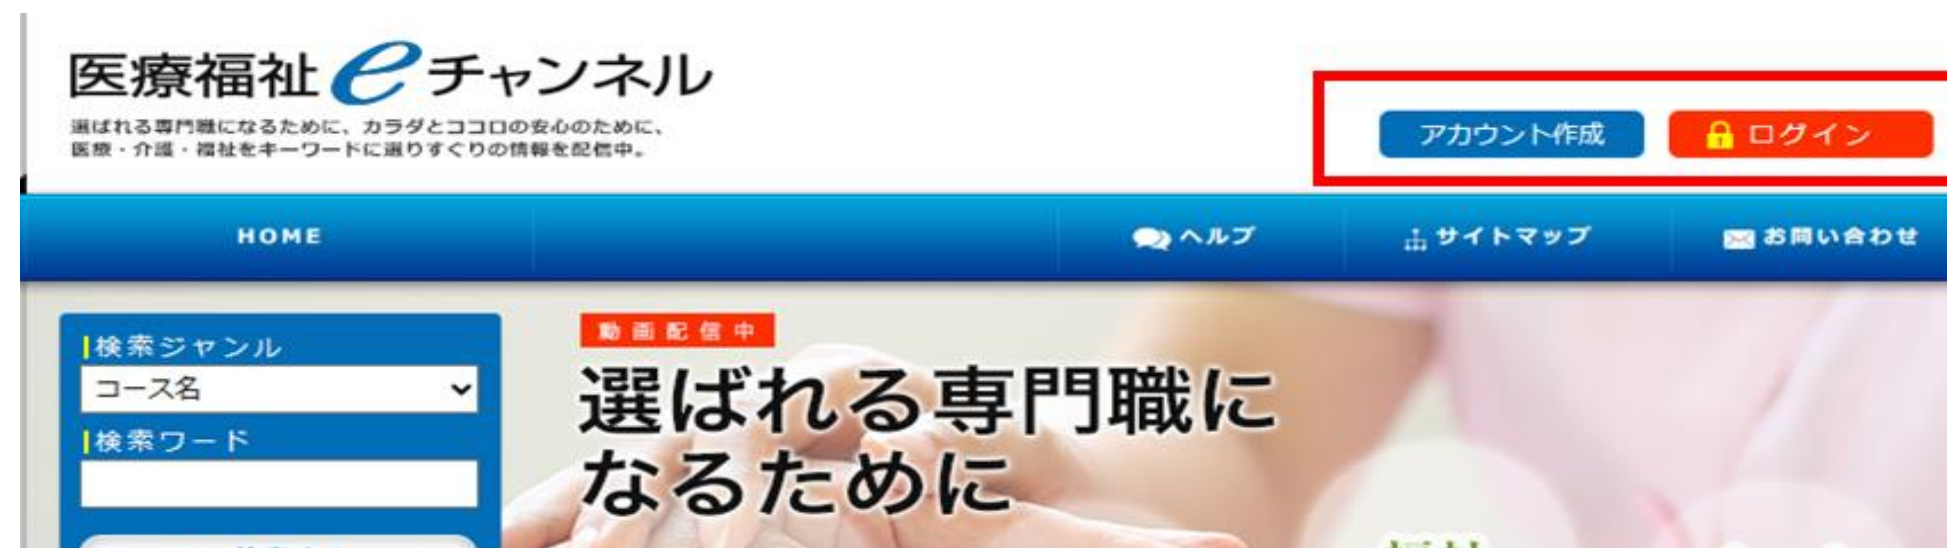 医療福祉eチャンネル
選ばれる専門職になるために、カラダとココロの安心のために、
医療・介護・福祉をキーワードに選りすぐりの情報を配信中。
アカウント作成 ログイン
HOME ヘルプ サイトマップ お問い合わせ
検索ジャンル
コース名
検索ワード
動画配信中
選ばれる専門職に
なるために